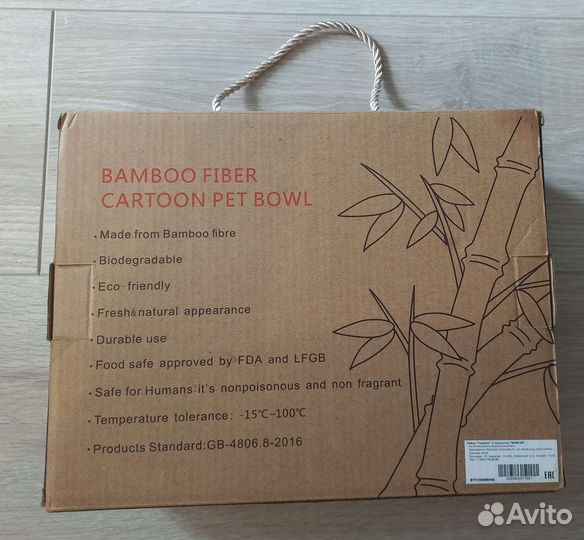 BAMBOO FIBER
CARTOON PET BOWL
• Made from Bamboo fibre
• Biodegradable
• Eco-friendly
• Fresh&natural appearance
• Durable use
• Food safe approved by FDA and LFGB
• Safe for Humans:it's nonpoisonous and non fragrant
• Temperature tolerance: -15℃~100℃
• Products Standard:GB-4806.8-2016
EAC
Avito